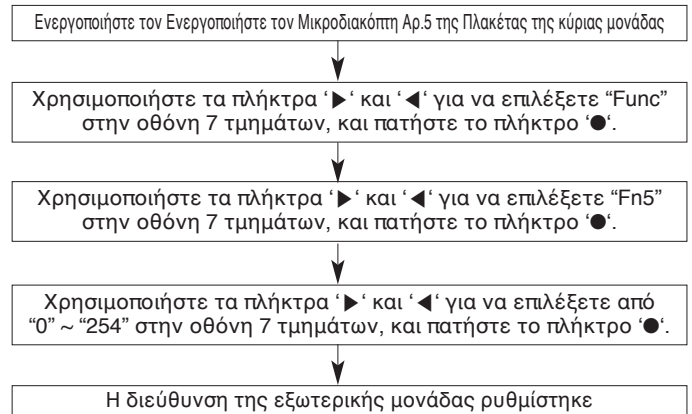 Ενεργοποιήστε τον Ενεργοποιήστε τον Μικροδιακόπτη Αρ.5 της Πλακέτας της κύριας μονάδας
Χρησιμοποιήστε τα πλήκτρα ‘▶‘ και ‘◀‘ για να επιλέξετε “Func”
στην οθόνη 7 τμημάτων, και πατήστε το πλήκτρο ‘●‘.
Χρησιμοποιήστε τα πλήκτρα ‘▶‘ και ‘◀‘ για να επιλέξετε “Fn5”
στην οθόνη 7 τμημάτων, και πατήστε το πλήκτρο ‘●‘.
Χρησιμοποιήστε τα πλήκτρα ‘▶‘ και ‘◀‘ για να επιλέξετε από
“0” ~ “254” στην οθόνη 7 τμημάτων, και πατήστε το πλήκτρο ‘●‘.
Η διεύθυνση της εξωτερικής μονάδας ρυθμίστηκε